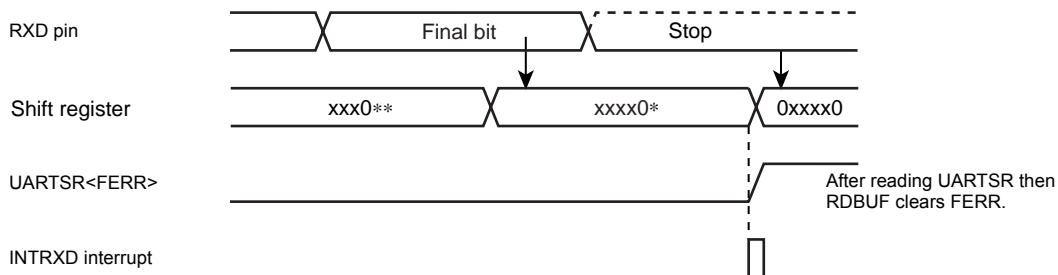 RXD pin
Final bit
Stop
Shift register
xxx0**
xxxx0*
0xxxx0
UARTSR<FERR>
After reading UARTSR then
RDBUF clears FERR.
INTRXD interrupt